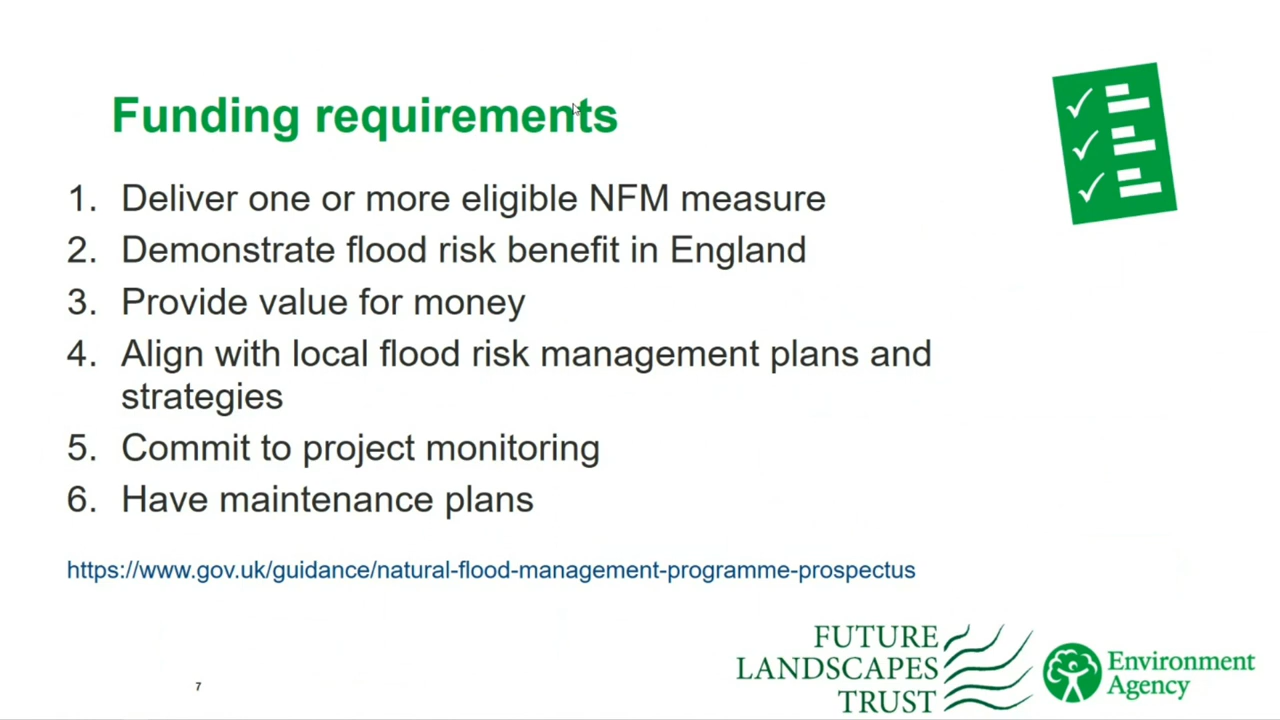 Funding requirements
1. Deliver one or more eligible NFM measure
2. Demonstrate flood risk benefit in England
3. Provide value for money
4. Align with local flood risk management plans and
strategies
5. Commit to project monitoring
6. Have maintenance plans
https://www.gov.uk/guidance/natural-flood-management-programme-prospectus
7
FUTURE
LANDSCAPES
TRUST
Environment
Agency